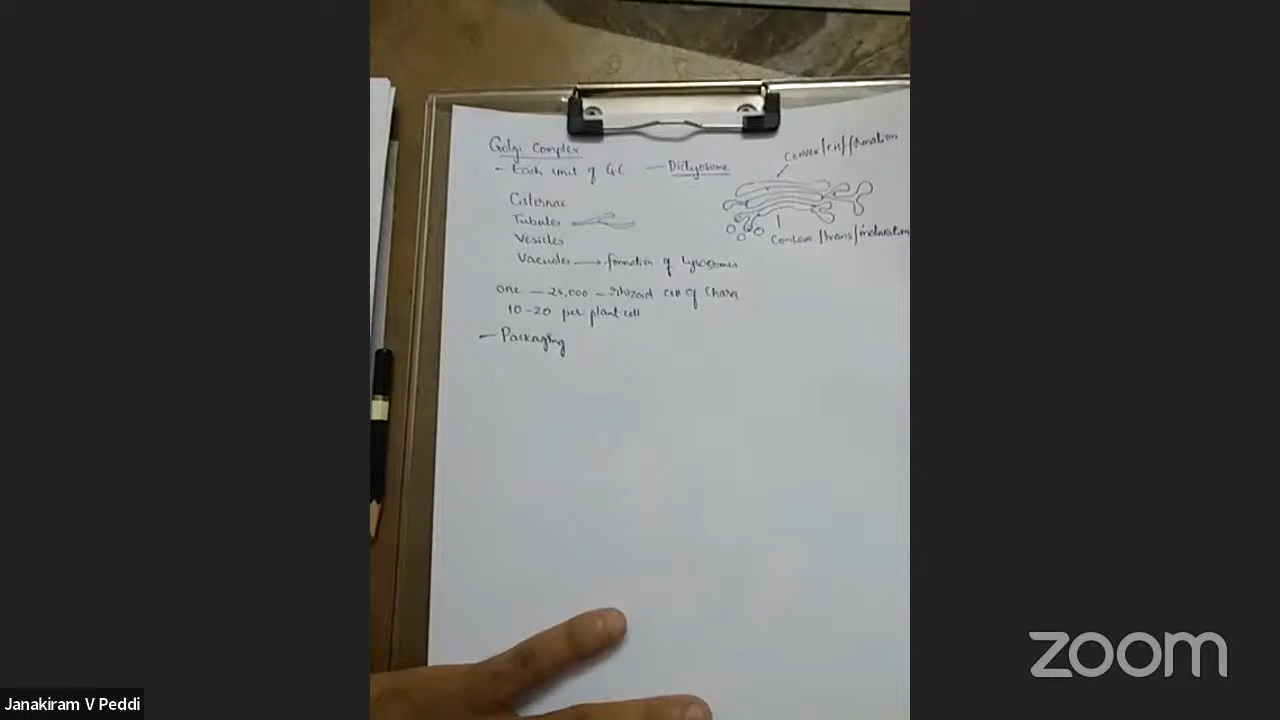 Golgi Complex
- Each unit of GC — Dictyosome
Convex/cis/formation
Cisternae
Tubules
Vesicles
Concave/trans/maturation
Vacuoles → formation of lysosomes
One — 25,000 — rhizoid cell of Chara
10-20 per plant cell
- Packaging
zoom
Janakiram V Peddi